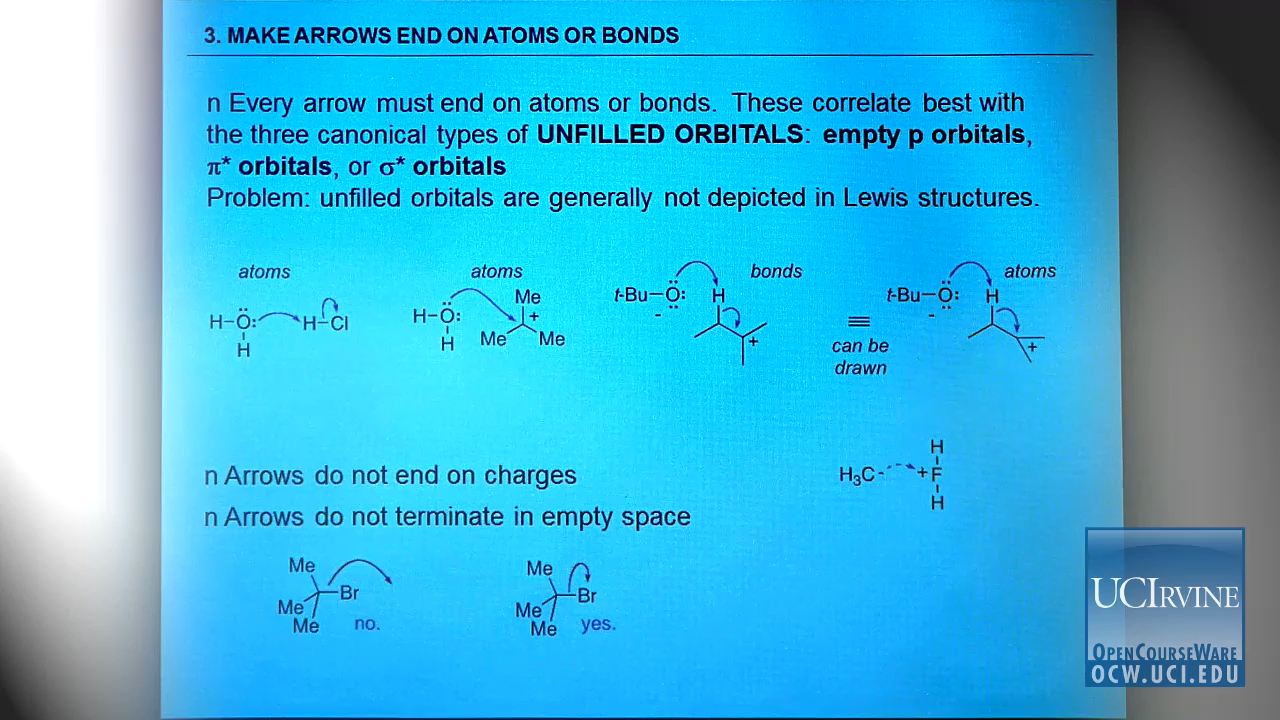 3. MAKE ARROWS END ON ATOMS OR BONDS
n Every arrow must end on atoms or bonds. These correlate best with
the three canonical types of UNFILLED ORBITALS: empty p orbitals,
π* orbitals, or σ* orbitals
Problem: unfilled orbitals are generally not depicted in Lewis structures.
atoms
H–Ö:
H
H–Cl
atoms
H–Ö:
H
Me
+
Me
Me
bonds
t-Bu–Ö:
-
H
+
≡
can be
drawn
atoms
t-Bu–Ö:
-
H
+
n Arrows do not end on charges
n Arrows do not terminate in empty space
H
H3C- +F
H
Me
Br
Me
Me
no.
Me
Br
Me
Me
yes.
UCIRVINE
OPENCOURSEWARE
OCW.UCI.EDU